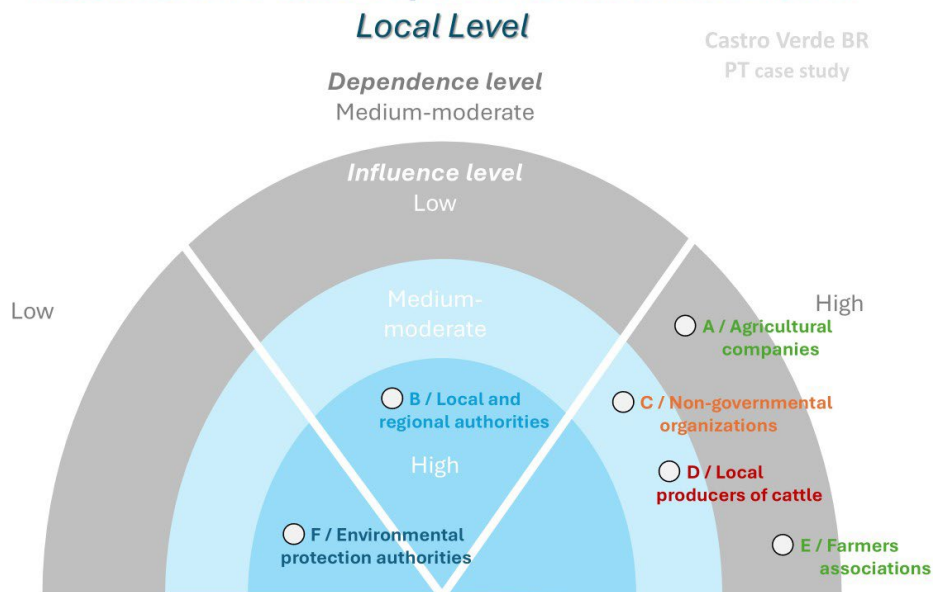 Local Level
Castro Verde BR
PT case study
Dependence level
Medium-moderate
Influence level
Low
Low
Medium-
moderate
High
High
A / Agricultural
companies
B / Local and
regional authorities
C / Non-governmental
organizations
D / Local
producers of cattle
F / Environmental
protection authorities
E / Farmers
associations